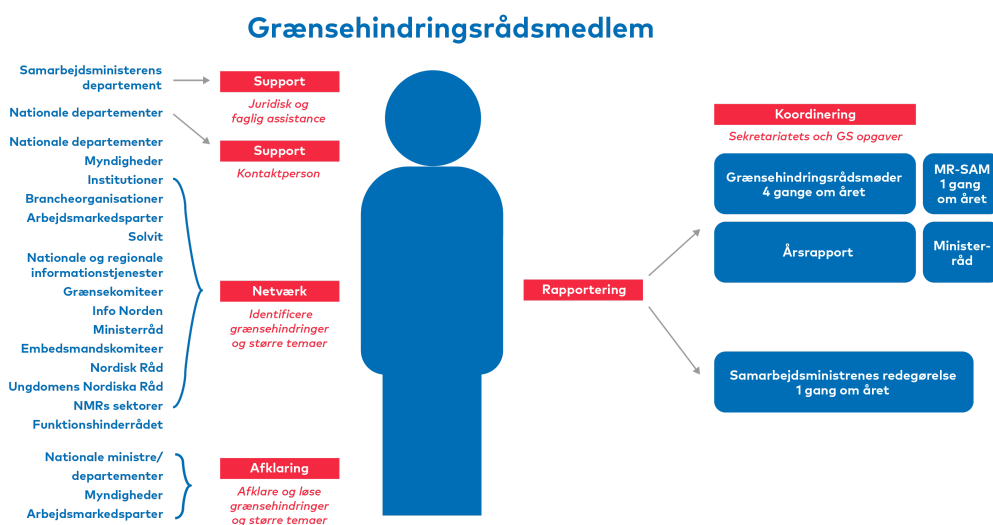 Grænsehindringsrådsmedlem
Samarbejdsministerens
departement
Nationale departementer
Nationale departementer
Myndigheder
Institutioner
Brancheorganisationer
Arbejdsmarkedsparter
Solvit
Nationale og regionale
informationstjenester
Grænsekomiteer
Info Norden
Ministerråd
Embedsmandskomiteer
Nordisk Råd
Ungdomens Nordiska Råd
NMRs sektorer
Funktionshinderrådet
Nationale ministre/
departementer
Myndigheder
Arbejdsmarkedsparter
Support
Juridisk og
faglig assistance
Support
Kontaktperson
Netværk
Identificere
grænsehindringer
og større temaer
Afklaring
Afklare og løse
grænsehindringer
og større temaer
Rapportering
Koordinering
Sekretariatets och GS opgaver
Grænsehindringsrådsmøder
4 gange om året
MR-SAM
1 gang
om året
Årsrapport
Minister-
råd
Samarbejdsministrenes redegørelse
1 gang om året